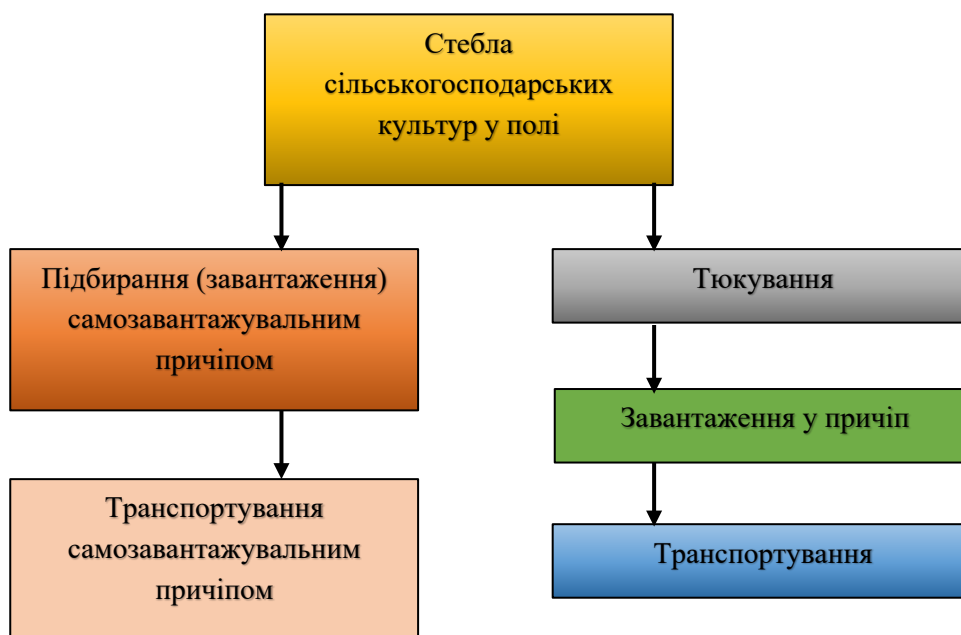 Стебла
сільськогосподарських
культур у полі
Підбирання (завантаження)
самозавантажувальним
причіпом
Тюкування
Завантаження у причіп
Транспортування
самозавантажувальним
причіпом
Транспортування